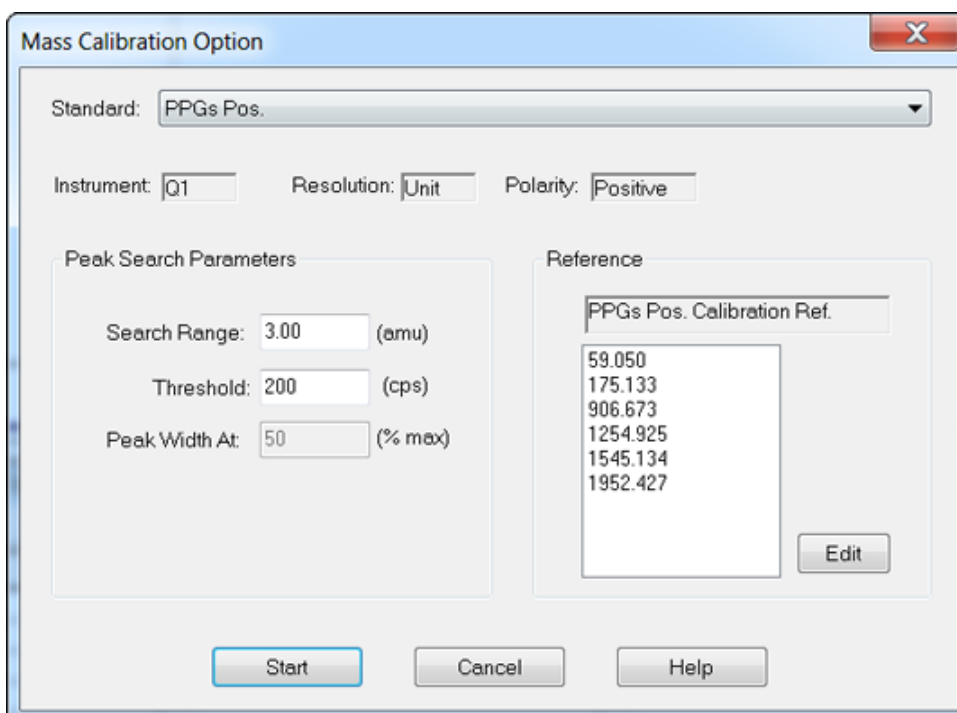 Mass Calibration Option
Standard: PPGs Pos.
Instrument: Q1 Resolution: Unit Polarity: Positive
Peak Search Parameters
Search Range: 3.00 (amu)
Threshold: 200 (cps)
Peak Width At: 50 (% max)
Reference
PPGs Pos. Calibration Ref.
59.050
175.133
906.673
1254.925
1545.134
1952.427
Edit
Start Cancel Help